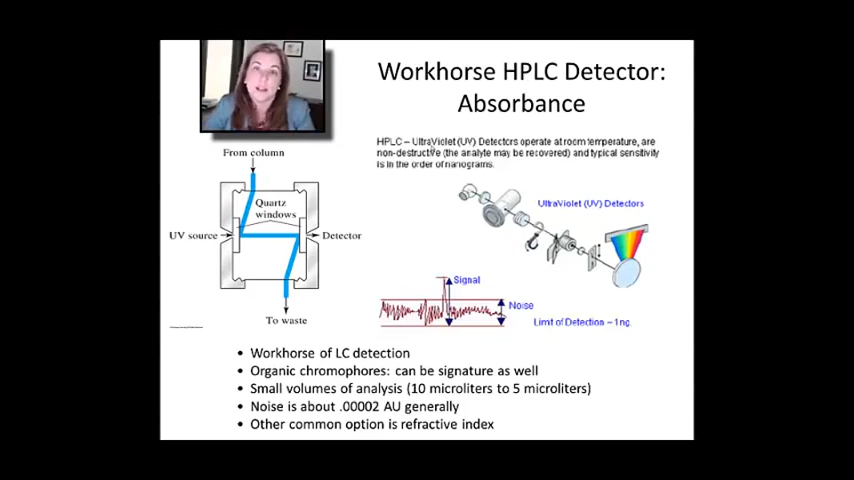 Workhorse HPLC Detector:
Absorbance
HPLC – UltraViolet (UV) Detectors operate at room temperature, are
non-destructive (the analyte may be recovered) and typical sensitivity
is in the order of nanograms.
From column
Quartz
windows
UV source
Detector
To waste
UltraViolet (UV) Detectors
Signal
Noise
Limit of Detection ~ 1ng.
• Workhorse of LC detection
• Organic chromophores: can be signature as well
• Small volumes of analysis (10 microliters to 5 microliters)
• Noise is about .00002 AU generally
• Other common option is refractive index